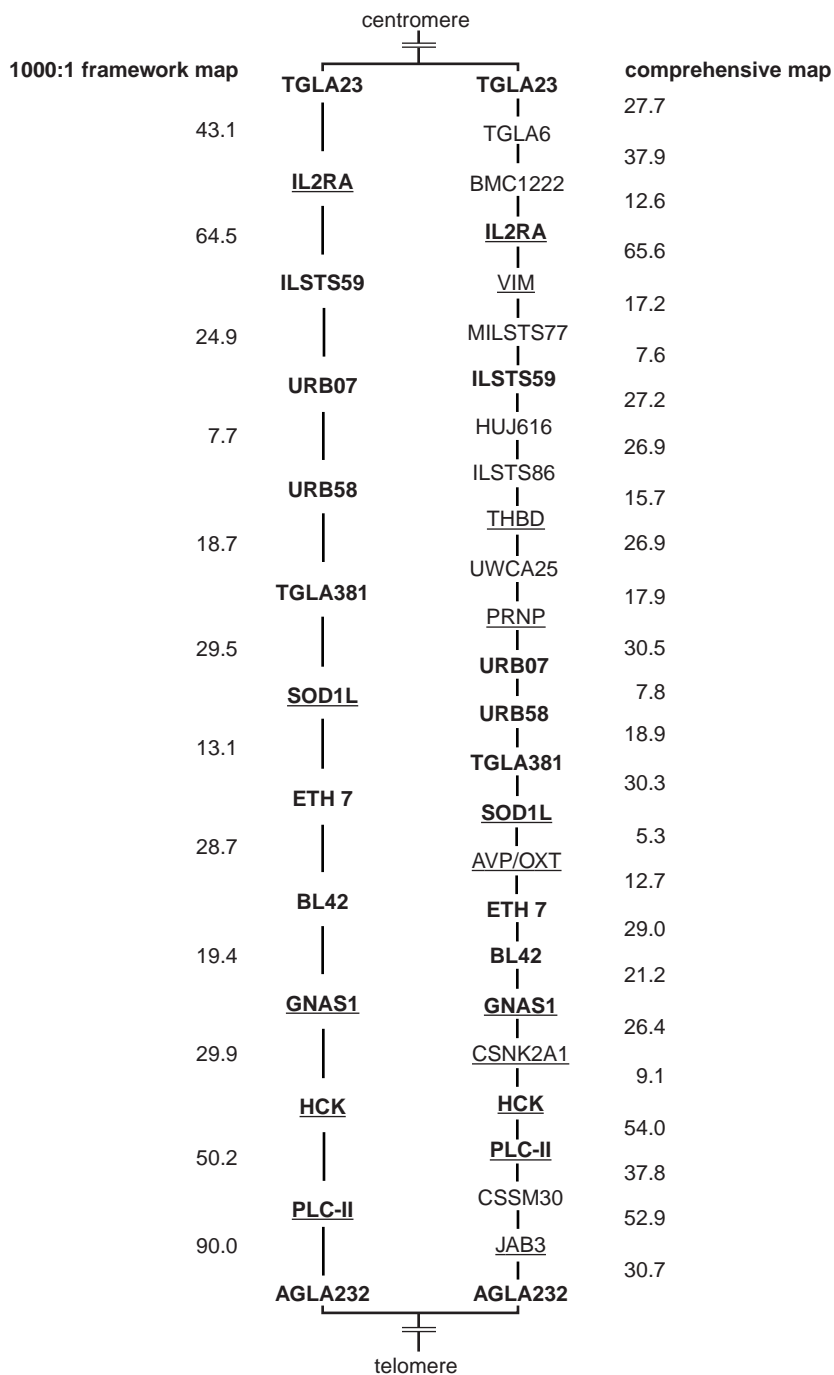 centromere
1000:1 framework map
comprehensive map
TGLA23
43.1
IL2RA
64.5
ILSTS59
24.9
URB07
7.7
URB58
18.7
TGLA381
29.5
SOD1L
13.1
ETH 7
28.7
BL42
19.4
GNAS1
29.9
HCK
50.2
PLC-II
90.0
AGLA232
TGLA23
27.7
TGLA6
37.9
BMC1222
12.6
IL2RA
65.6
VIM
17.2
MILSTS77
7.6
ILSTS59
27.2
HUJ616
26.9
ILSTS86
15.7
THBD
26.9
UWCA25
17.9
PRNP
30.5
URB07
7.8
URB58
18.9
TGLA381
30.3
SOD1L
5.3
AVP/OXT
12.7
ETH 7
29.0
BL42
21.2
GNAS1
26.4
CSNK2A1
9.1
HCK
54.0
PLC-II
37.8
CSSM30
52.9
JAB3
30.7
AGLA232
telomere